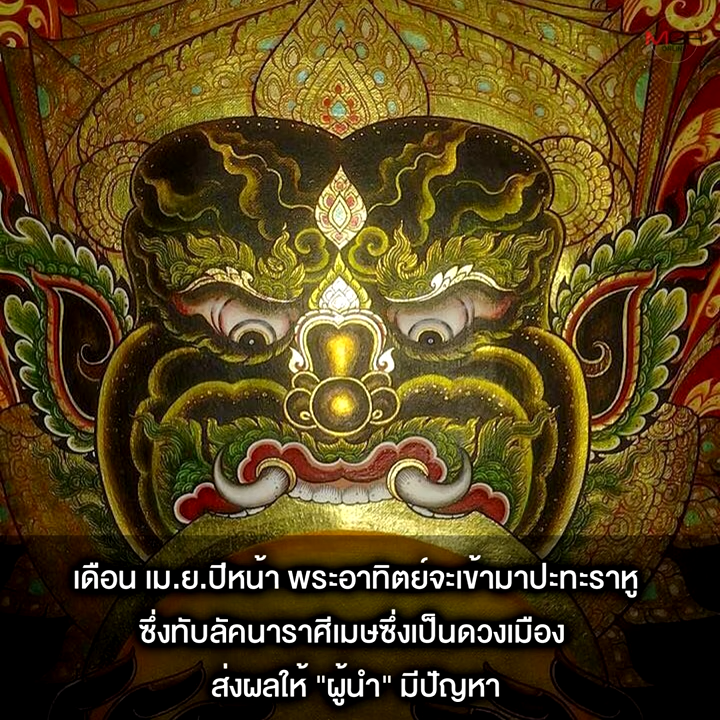 เดือน เม.ย.ปีหน้า พระอาทิตย์จะเข้ามาปะทะราหู
ซึ่งทับลัคนาราศีเมษซึ่งเป็นดวงเมือง
ส่งผลให้ "ผู้นำ" มีปัญหา